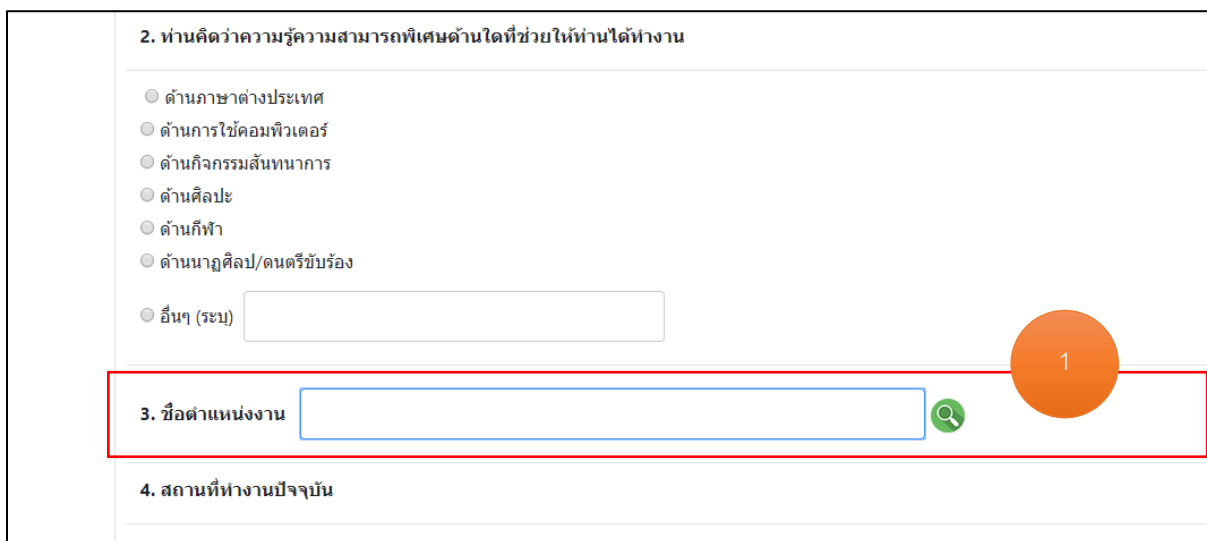 2. ท่านคิดว่าความรู้ความสามารถพิเศษด้านใดที่ช่วยให้ท่านได้ทำงาน
ด้านภาษาต่างประเทศ
ด้านการใช้คอมพิวเตอร์
ด้านกิจกรรมสันทนาการ
ด้านศิลปะ
ด้านกีฬา
ด้านนาฏศิลป/ดนตรีขับร้อง
อื่นๆ (ระบุ)
1
3. ชื่อตำแหน่งงาน
4. สถานที่ทำงานปัจจุบัน